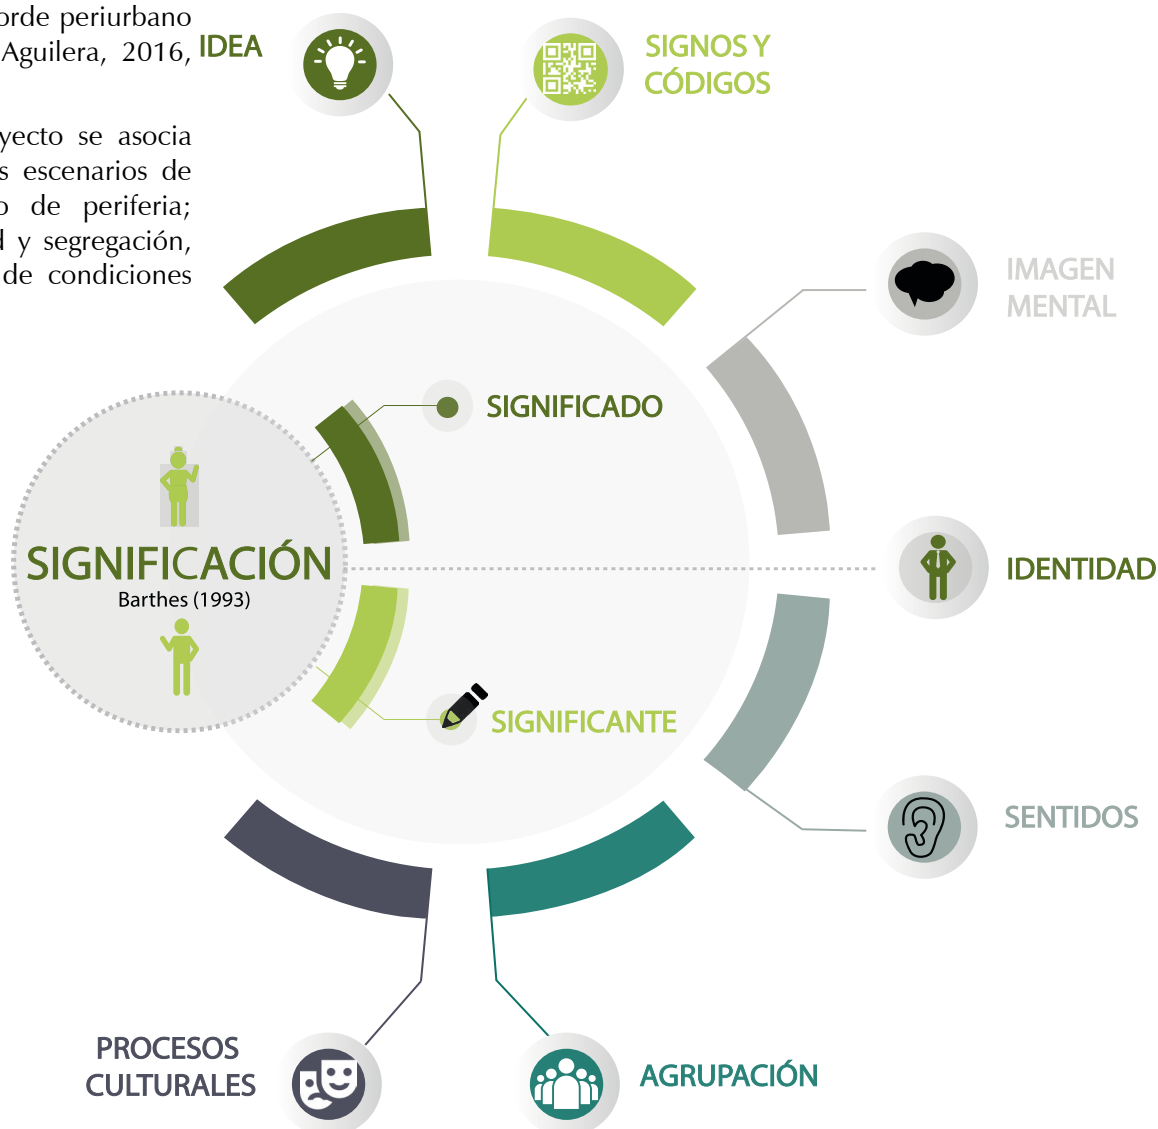 orde periurbano
Aguilera, 2016,
yecto se asocia
s escenarios de
o de periferia;
d y segregación,
de condiciones
IDEA
SIGNOS Y
CÓDIGOS
IMAGEN
MENTAL
SIGNIFICADO
SIGNIFICACIÓN
Barthes (1993)
IDENTIDAD
SIGNIFICANTE
SENTIDOS
PROCESOS
CULTURALES
AGRUPACIÓN